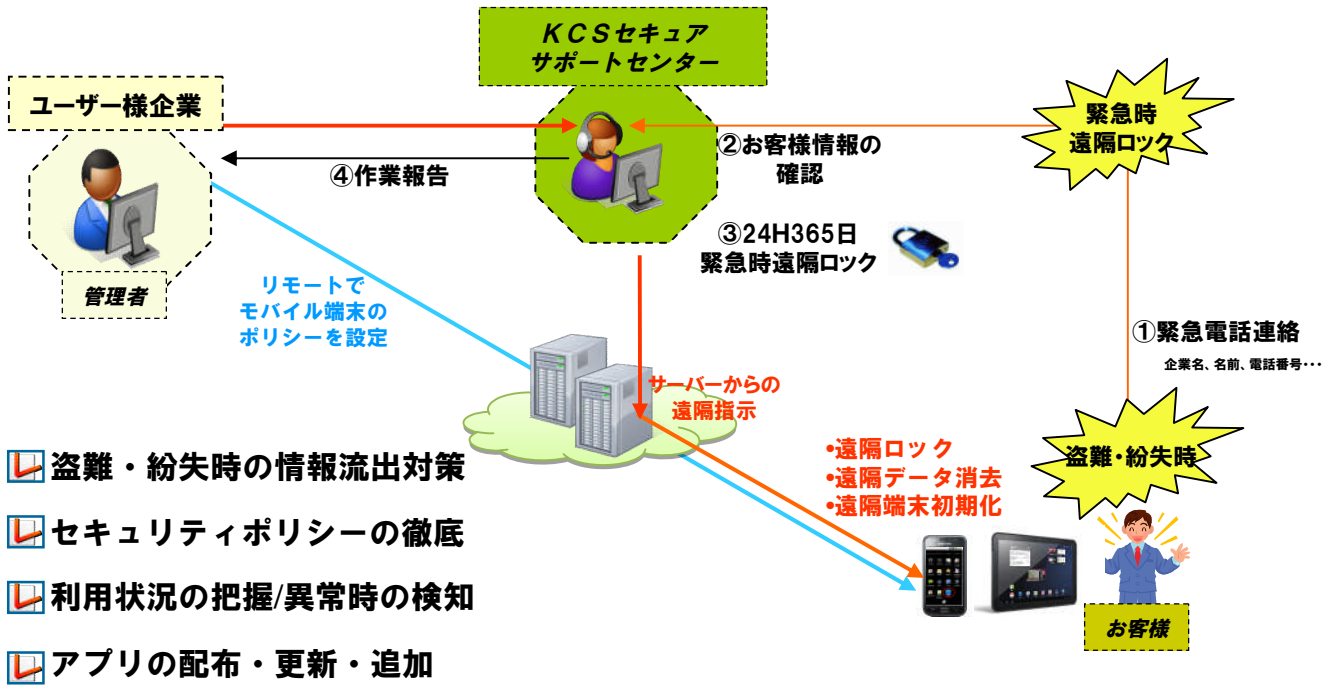 KCSセキュア
サポートセンター
ユーザー様企業
緊急時
遠隔ロック
②お客様情報の
確認
④作業報告
③24H365日
緊急時遠隔ロック
管理者
リモートで
モバイル端末の
ポリシーを設定
①緊急電話連絡
企業名、名前、電話番号・・・
サーバーからの
遠隔指示
盗難・紛失時
•遠隔ロック
•遠隔データ消去
•遠隔端末初期化
お客様
盗難・紛失時の情報流出対策
セキュリティポリシーの徹底
利用状況の把握/異常時の検知
アプリの配布・更新・追加